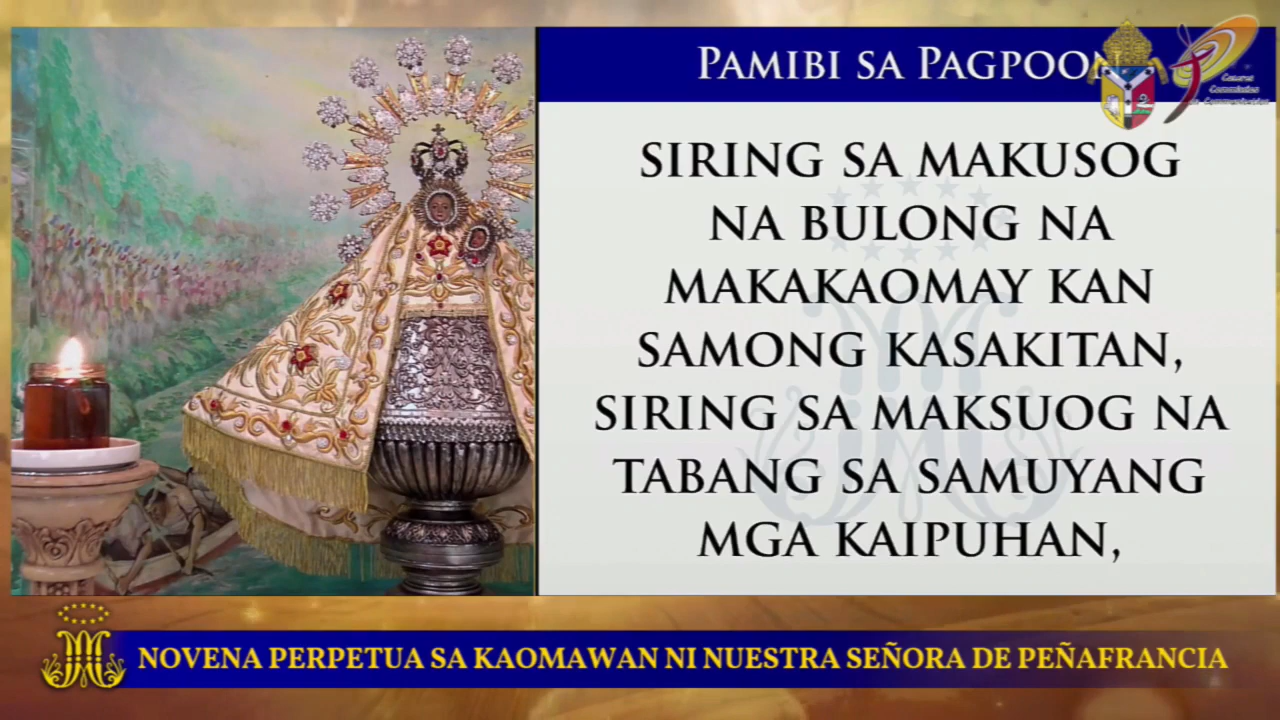 PAMIBI SA PAGPOON
SIRING SA MAKUSOG
NA BULONG NA
MAKAKAOMAY KAN
SAMONG KASAKITAN,
SIRING SA MAKSUOG NA
TABANG SA SAMUYANG
MGA KAIPUHAN,
NOVENA PERPETUA SA KAOMAWAN NI NUESTRA SEÑORA DE PEÑAFRANCIA